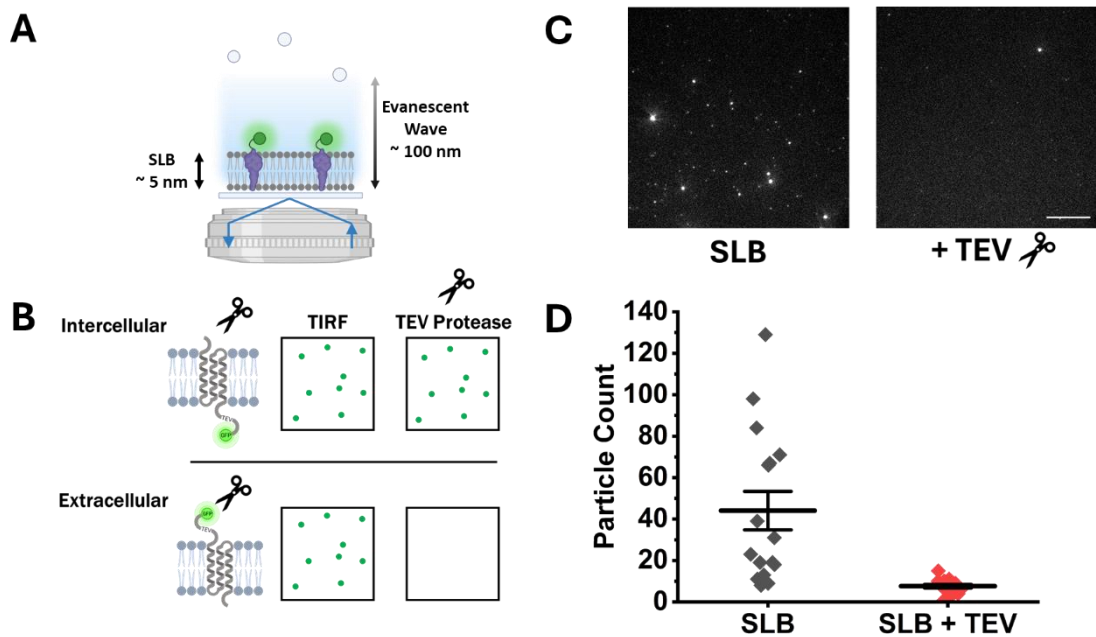 A
SLB
~ 5 nm
Evanescent
Wave
~ 100 nm
B
Intercellular
TIRF
TEV Protease
TEV
GFP
Extracellular
GFP
TEV
C
SLB
+ TEV
D
Particle Count
140
120
100
80
60
40
20
0
SLB
SLB + TEV